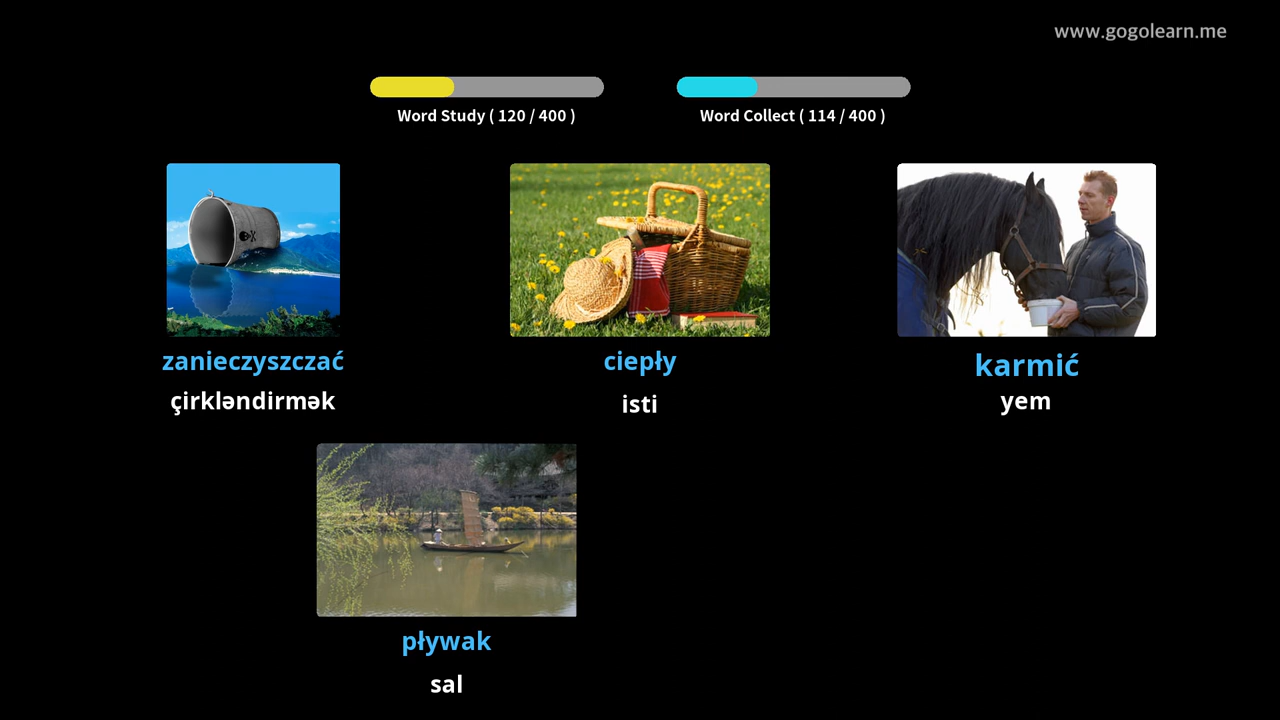 www.gogolearn.me
Word Study ( 120 / 400 )
Word Collect ( 114 / 400 )
zanieczyszczać
çirkləndirmək
ciepły
isti
karmić
yem
pływak
sal